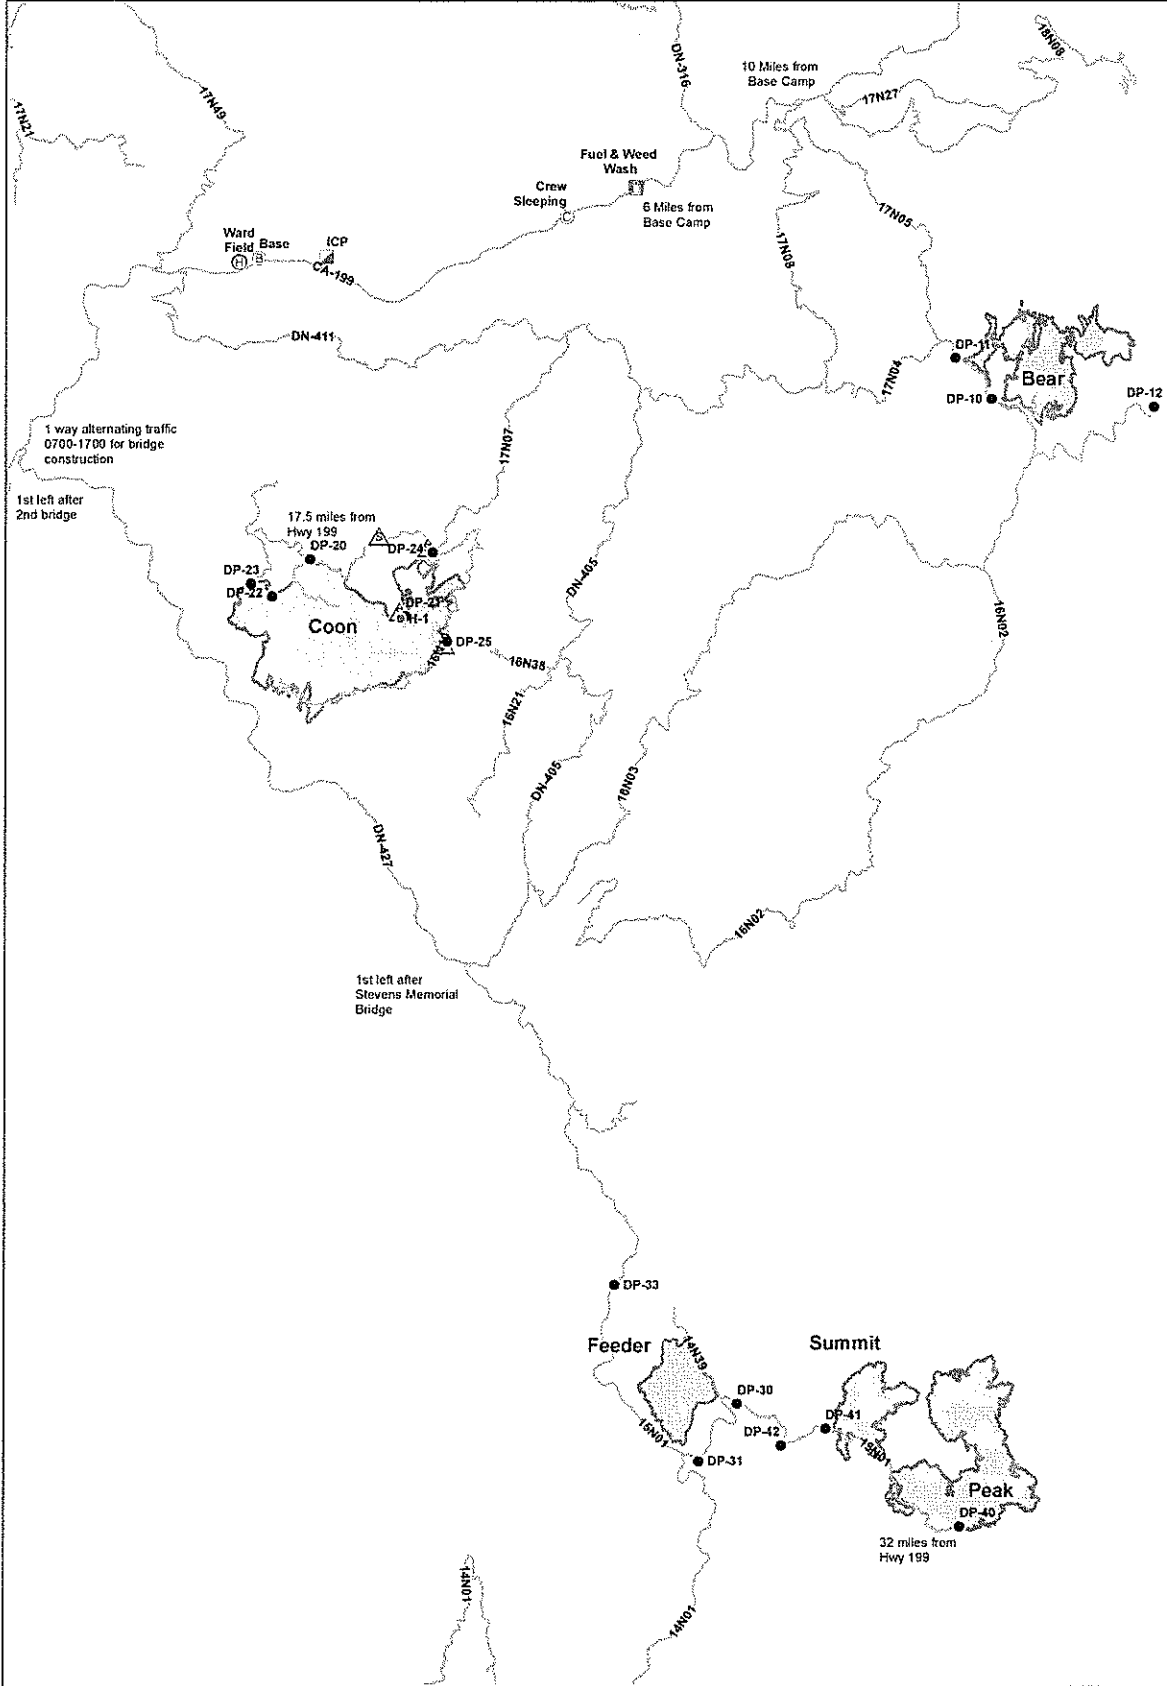 18N08
DN-316
10 Miles from
Base Camp
17N49
17N27
17N21
Fuel & Weed
Wash
Crew
Sleeping
C
6 Miles from
Base Camp
17N05
17N08
Ward
Field
Base
ICP
H
B
CA-199
DN-411
DP-11
Bear
17N04
DP-10
DP-12
1 way alternating traffic
0700-1700 for bridge
construction
17N07
1st left after
2nd bridge
17.5 miles from
Hwy 199
S
DP-20
DP-24
DP-23
DP-22
DN-405
DP-21
H-1
Coon
16N02
DP-25
16N38
16N21
DN-405
16N03
DN-427
16N02
1st left after
Stevens Memorial
Bridge
DP-33
Feeder
Summit
14N39
DP-30
DP-41
15N01
DP-42
15N01
DP-31
Peak
DP-40
32 miles from
Hwy 199
14N01
14N01